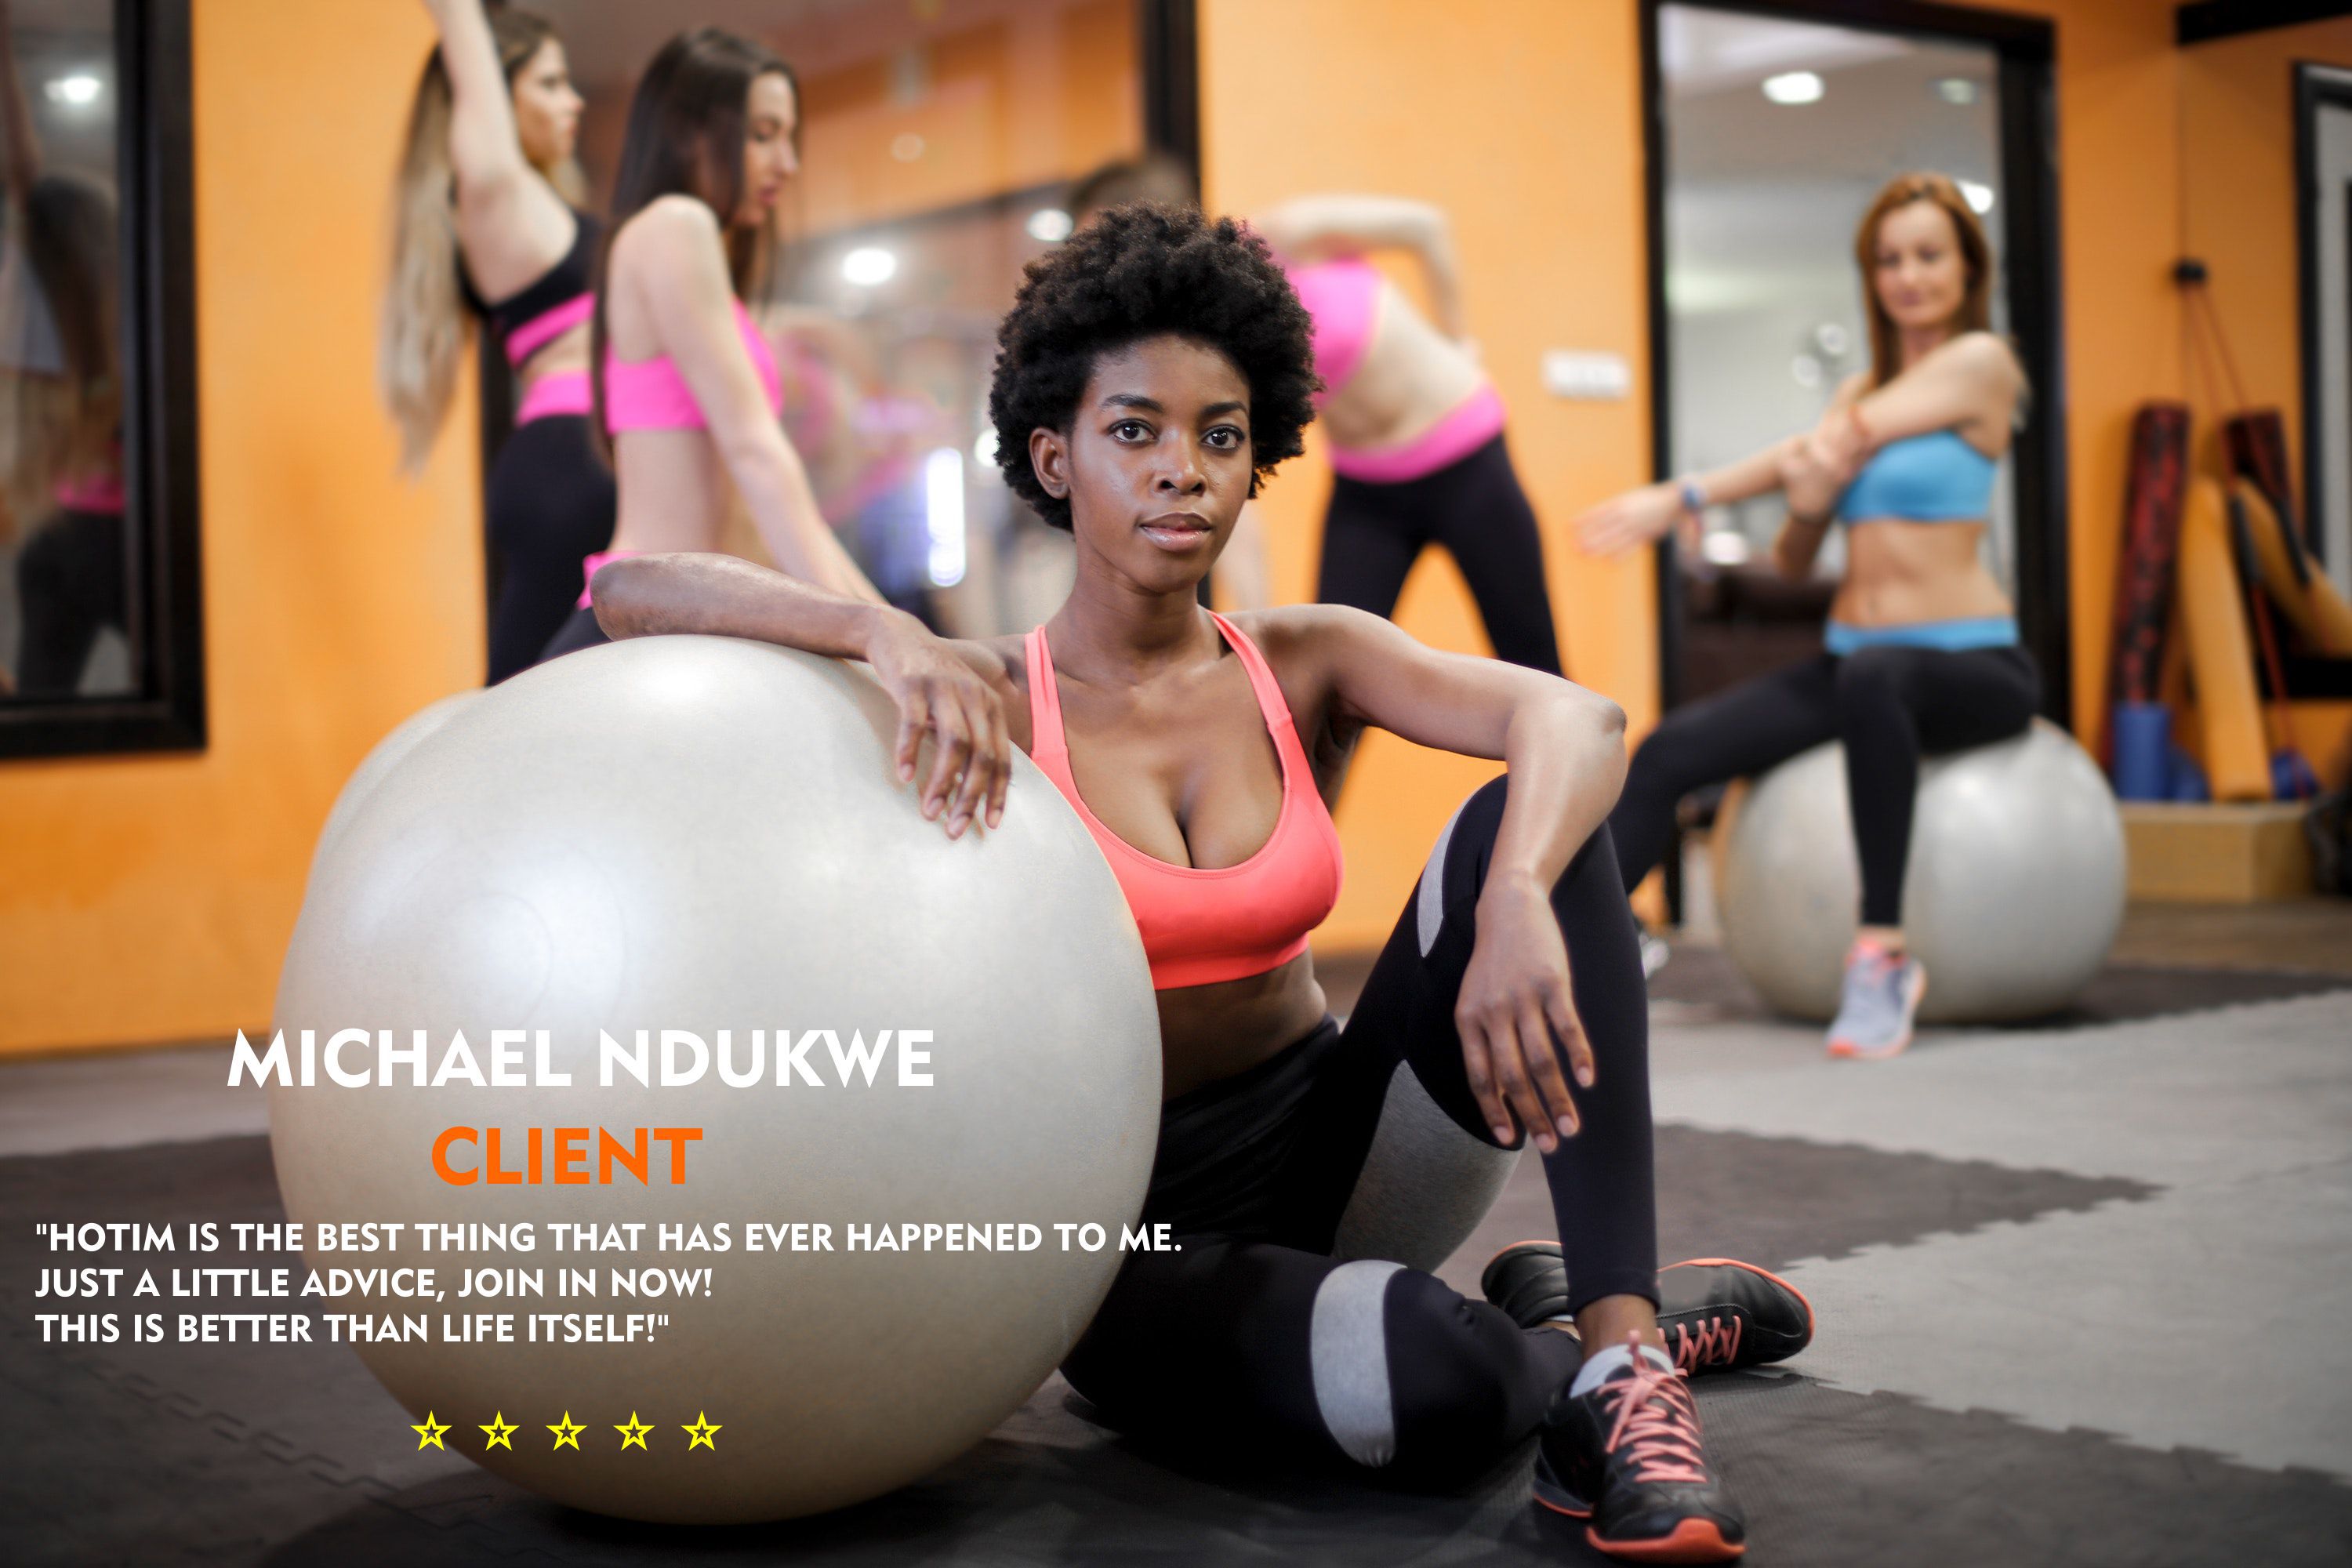 MICHAEL NDUKWE
CLIENT
"HOTIM IS THE BEST THING THAT HAS EVER HAPPENED TO ME.
JUST A LITTLE ADVICE, JOIN IN NOW!
THIS IS BETTER THAN LIFE ITSELF!"